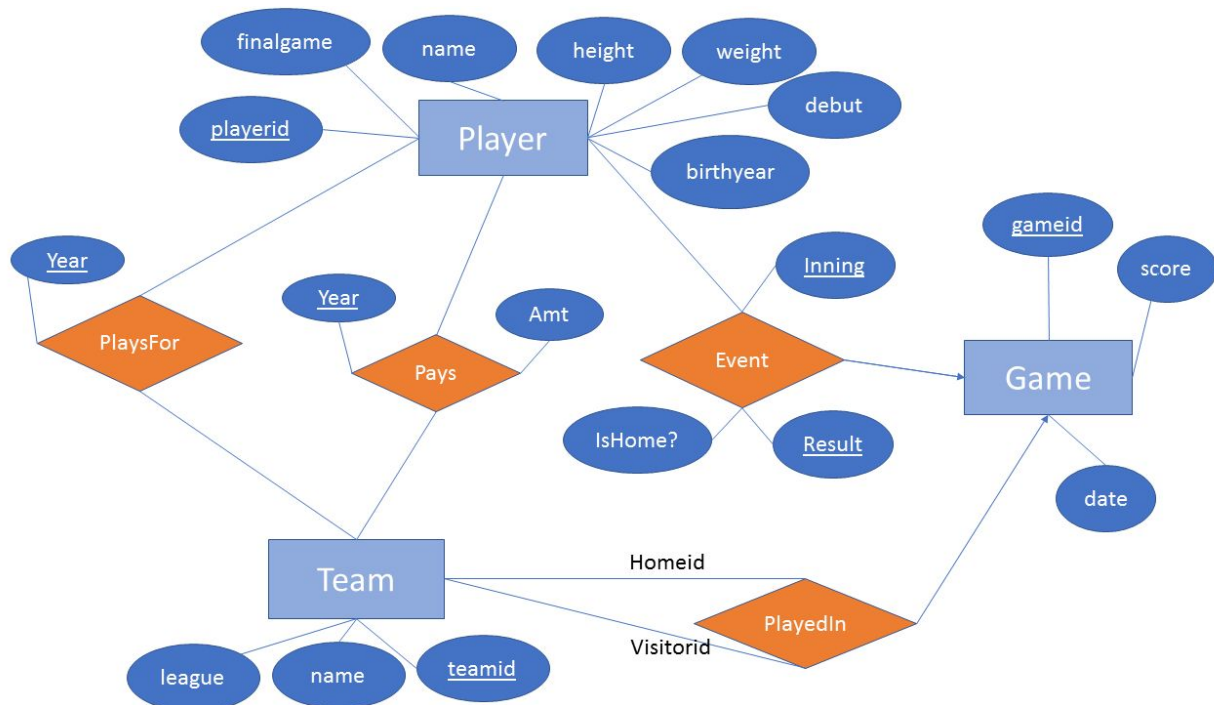 finalgame
name
height
weight
debut
playerid
Player
birthyear
gameid
Year
Inning
score
Year
Amt
PlaysFor
Pays
Event
Game
IsHome?
Result
date
Homeid
Team
PlayedIn
Visitorid
league
name
teamid